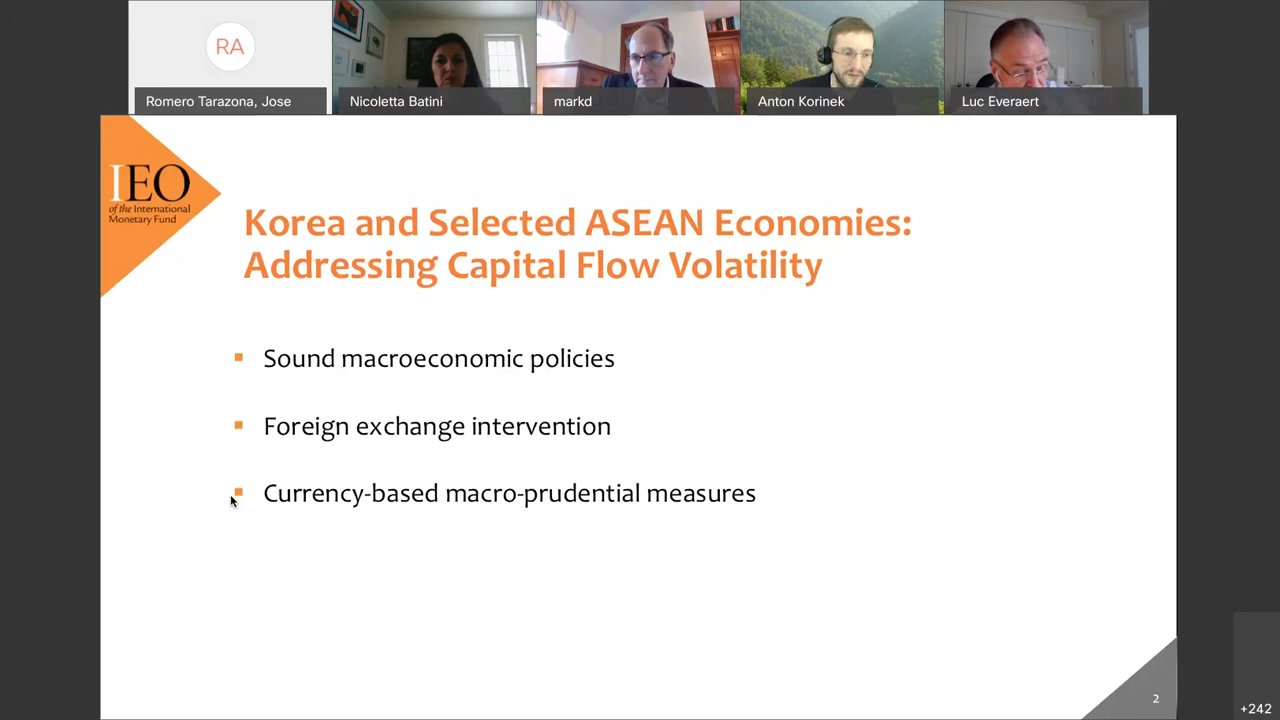 RA
Romero Tarazona, Jose
Nicoletta Batini
markd
Anton Korinek
Luc Everaert
IEO
of the International
Monetary Fund
Korea and Selected ASEAN Economies:
Addressing Capital Flow Volatility
Sound macroeconomic policies
Foreign exchange intervention
Currency-based macro-prudential measures
2
+242